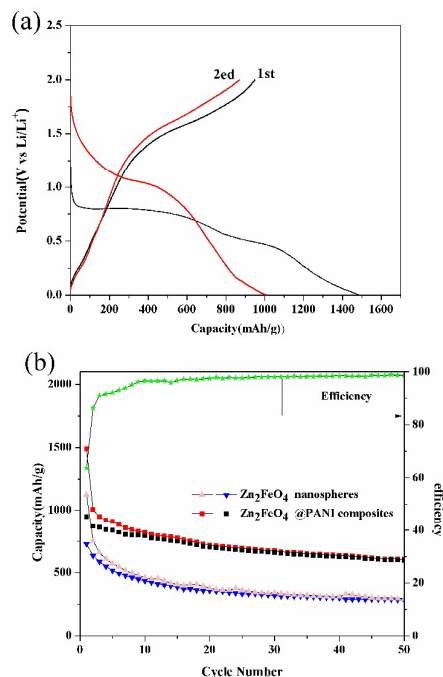 (a)
2ed 1st
2.5
2.0
1.5
1.0
0.5
0.0
Potential(V vs Li/Li+)
0 200 400 600 800 1000 1200 1400 1600
Capacity(mAh/g))
(b)
2000
1500
1000
500
0
Capacity(mAh/g)
100
80
60
40
20
0
efficiency
Efficiency
Zn2FeO4 nanospheres
Zn2FeO4 @PANI composites
0 10 20 30 40 50
Cycle Number